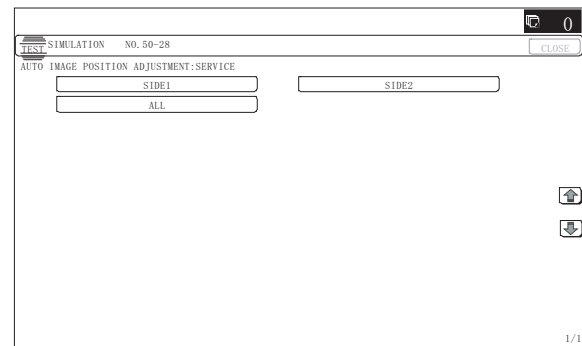 0
TEST SIMULATION NO.50-28 CLOSE
AUTO IMAGE POSITION ADJUSTMENT:SERVICE
SIDE1 SIDE2
ALL
1/1